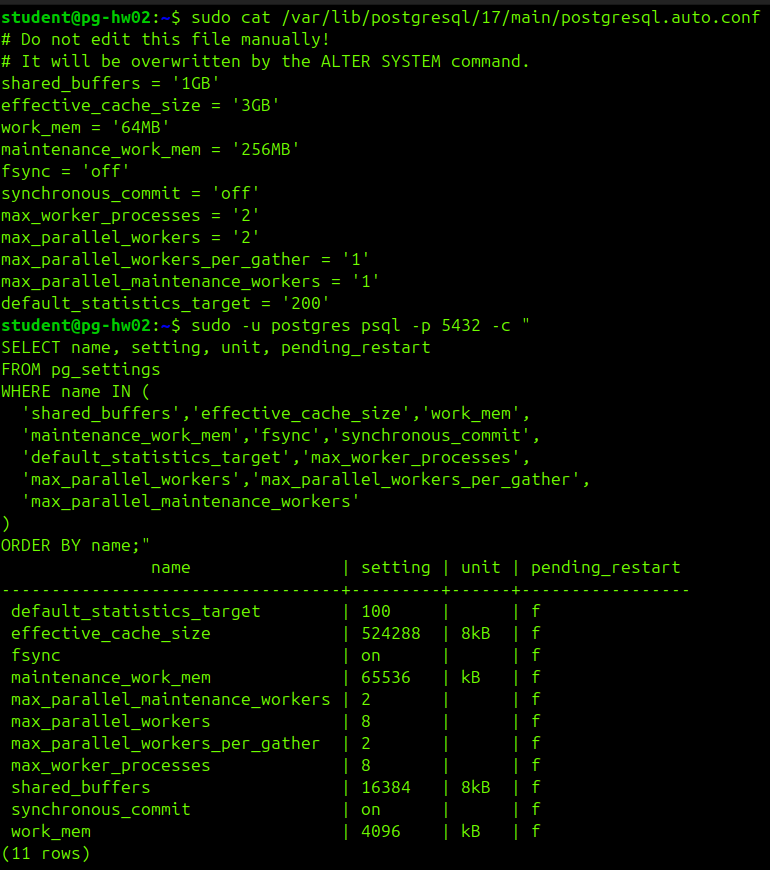 student@pg-hw02:~$ sudo cat /var/lib/postgresql/17/main/postgresql.auto.conf
# Do not edit this file manually!
# It will be overwritten by the ALTER SYSTEM command.
shared_buffers = '1GB'
effective_cache_size = '3GB'
work_mem = '64MB'
maintenance_work_mem = '256MB'
fsync = 'off'
synchronous_commit = 'off'
max_worker_processes = '2'
max_parallel_workers = '2'
max_parallel_workers_per_gather = '1'
max_parallel_maintenance_workers = '1'
default_statistics_target = '200'
student@pg-hw02:~$ sudo -u postgres psql -p 5432 -c "
SELECT name, setting, unit, pending_restart
FROM pg_settings
WHERE name IN (
  'shared_buffers','effective_cache_size','work_mem',
  'maintenance_work_mem','fsync','synchronous_commit',
  'default_statistics_target','max_worker_processes',
  'max_parallel_workers','max_parallel_workers_per_gather',
  'max_parallel_maintenance_workers'
)
ORDER BY name;"
               name               | setting | unit | pending_restart
----------------------------------+---------+------+-----------------
 default_statistics_target        | 100     |      | f
 effective_cache_size             | 524288  | 8kB  | f
 fsync                            | on      |      | f
 maintenance_work_mem             | 65536   | kB   | f
 max_parallel_maintenance_workers | 2       |      | f
 max_parallel_workers             | 8       |      | f
 max_parallel_workers_per_gather  | 2       |      | f
 max_worker_processes             | 8       |      | f
 shared_buffers                   | 16384   | 8kB  | f
 synchronous_commit               | on      |      | f
 work_mem                         | 4096    | kB   | f
(11 rows)